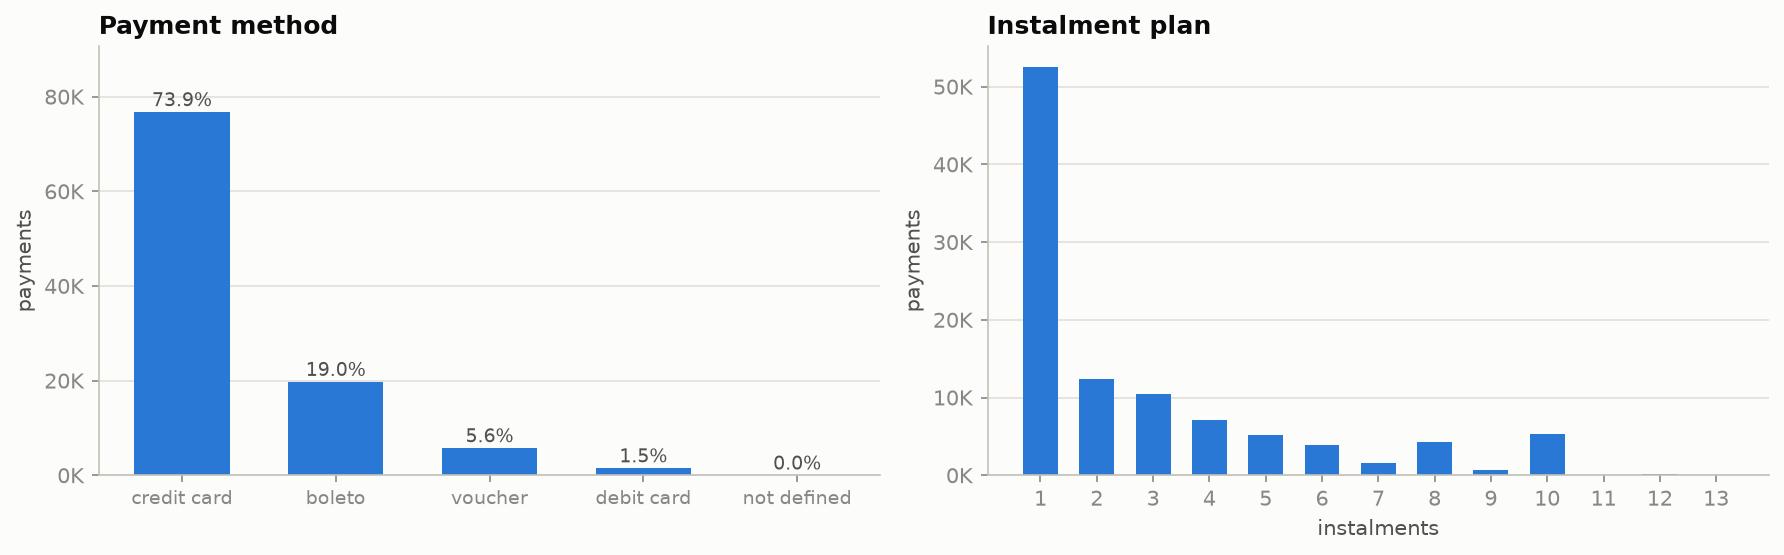 Payment method
payments
80K
60K
40K
20K
0K
73.9%
19.0%
5.6%
1.5%
0.0%
credit card
boleto
voucher
debit card
not defined
Instalment plan
payments
50K
40K
30K
20K
10K
0K
1 2 3 4 5 6 7 8 9 10 11 12 13
instalments